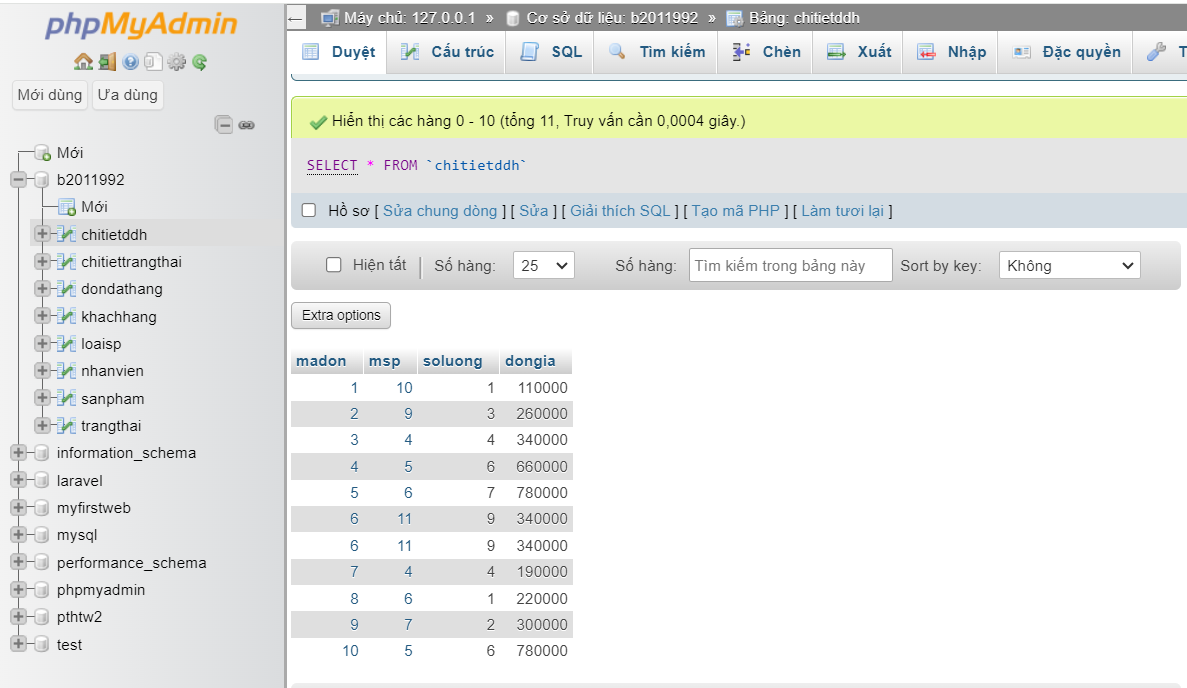 phpMyAdmin
Mới dùng Ưa dùng
Mới
b2011992
Mới
chitietddh
chitiettrangthai
dondathang
khachhang
loaisp
nhanvien
sanpham
trangthai
information_schema
laravel
myfirstweb
mysql
performance_schema
phpmyadmin
pthtw2
test
← Máy chủ: 127.0.0.1 » Cơ sở dữ liệu: b2011992 » Bảng: chitietddh
Duyệt Cấu trúc SQL Tìm kiếm Chèn Xuất Nhập Đặc quyền T
Hiển thị các hàng 0 - 10 (tổng 11, Truy vấn cần 0,0004 giây.)
SELECT * FROM `chitietddh`
Hồ sơ [ Sửa chung dòng ] [ Sửa ] [ Giải thích SQL ] [ Tạo mã PHP ] [ Làm tươi lại ]
Hiện tất | Số hàng: 25 Số hàng: Tìm kiếm trong bảng này Sort by key: Không
Extra options
madon msp soluong dongia
1 10 1 110000
2 9 3 260000
3 4 4 340000
4 5 6 660000
5 6 7 780000
6 11 9 340000
6 11 9 340000
7 4 4 190000
8 6 1 220000
9 7 2 300000
10 5 6 780000